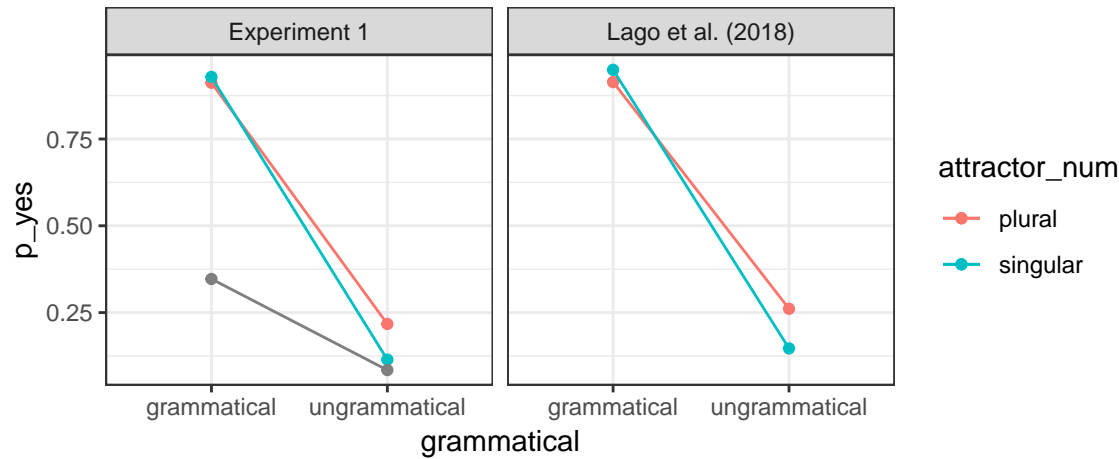 Experiment 1
Lago et al. (2018)
p_yes
0.75
0.50
0.25
grammatical
ungrammatical
grammatical
ungrammatical
grammatical
attractor_num
plural
singular